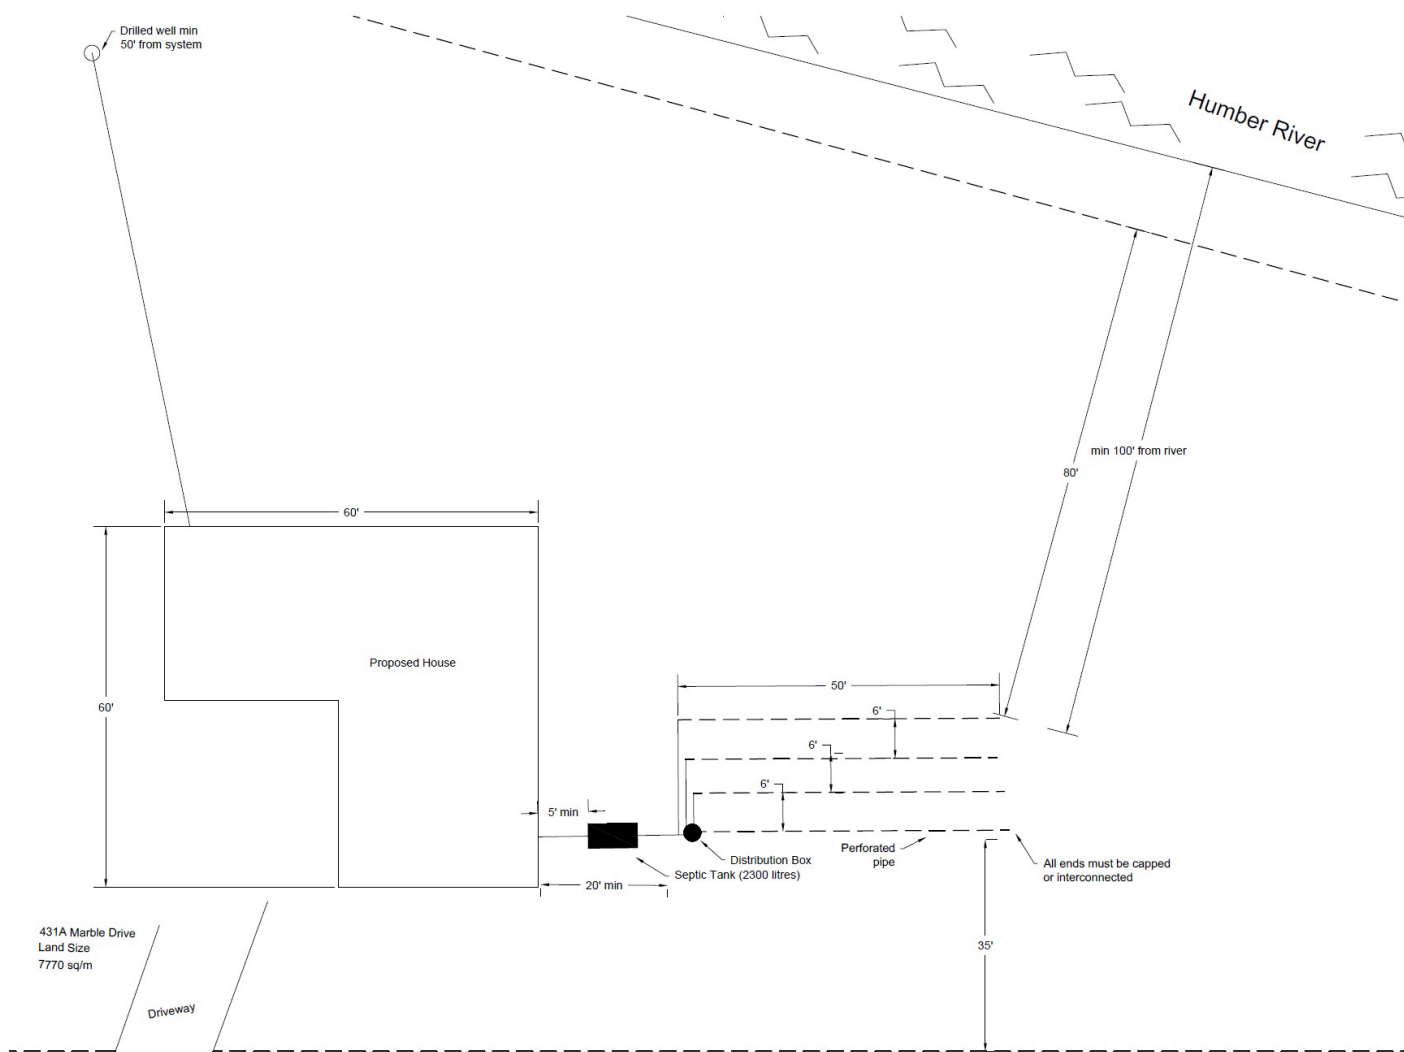 Drilled well min
50' from system
Humber River
min 100' from river
80'
60'
Proposed House
60'
50'
6'
6'
6'
5' min
Perforated
pipe
Distribution Box
Septic Tank (2300 litres)
All ends must be capped
or interconnected
20' min
431A Marble Drive
Land Size
7770 sq/m
35'
Driveway